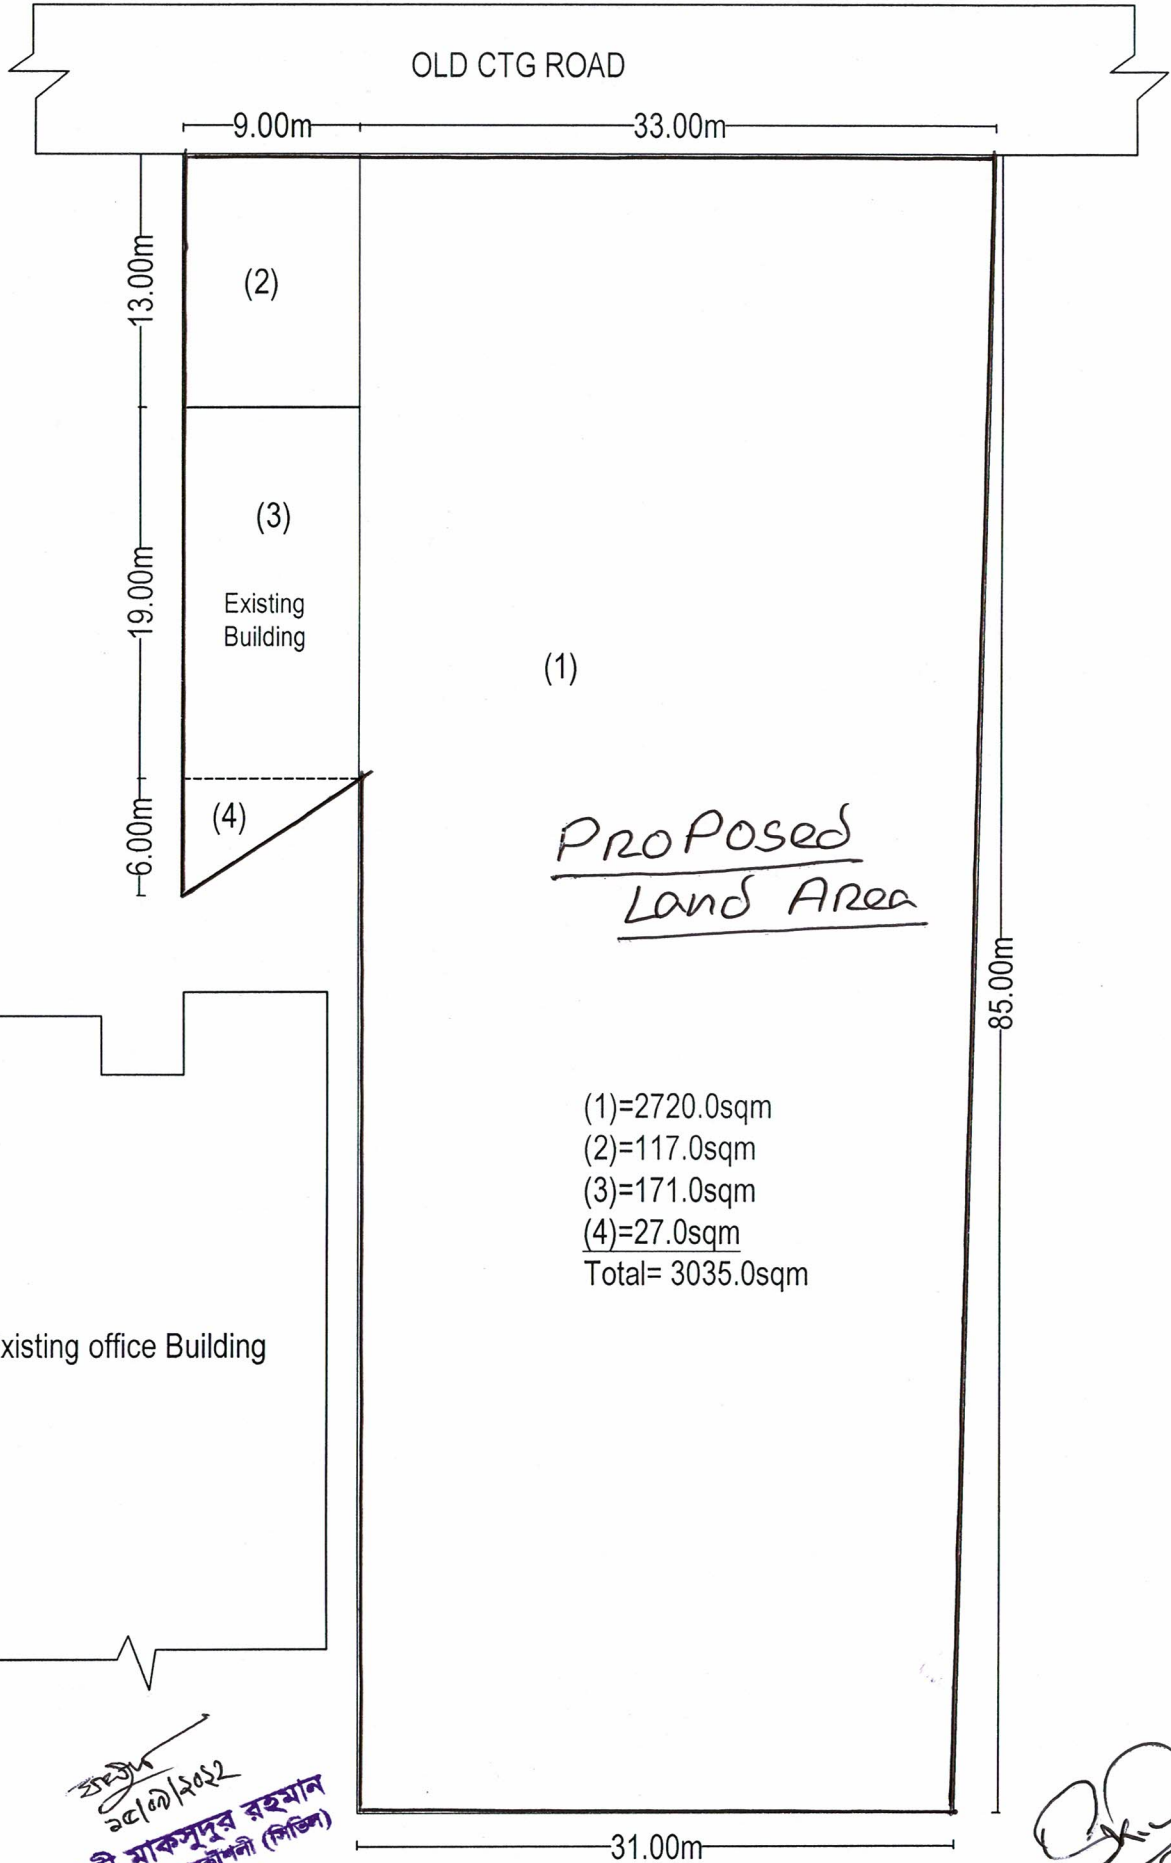 OLD CTG ROAD
9.00m
33.00m
13.00m
(2)
19.00m
(3)
Existing
Building
(1)
6.00m
(4)
Proposed
Land Area
85.00m
(1)=2720.0sqm
(2)=117.0sqm
(3)=171.0sqm
(4)=27.0sqm
Total= 3035.0sqm
xisting office Building
মাকসুদুর রহমান
(সিভিল)
31.00m